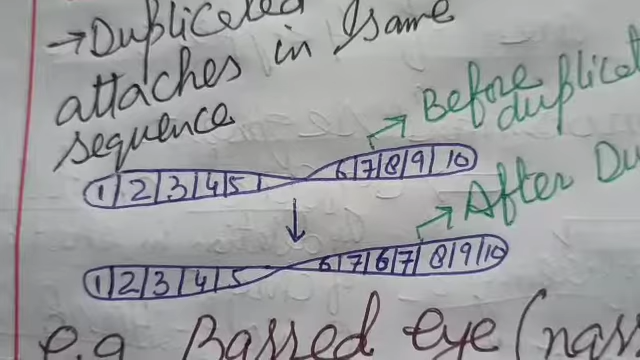 → Duplicated
attaches in same
sequence
Before
duplicat
1 2 3 4 5 6 7 8 9 10
After Du
1 2 3 4 5 6 7 6 7 8 9 10
e.g Barred eye (narr